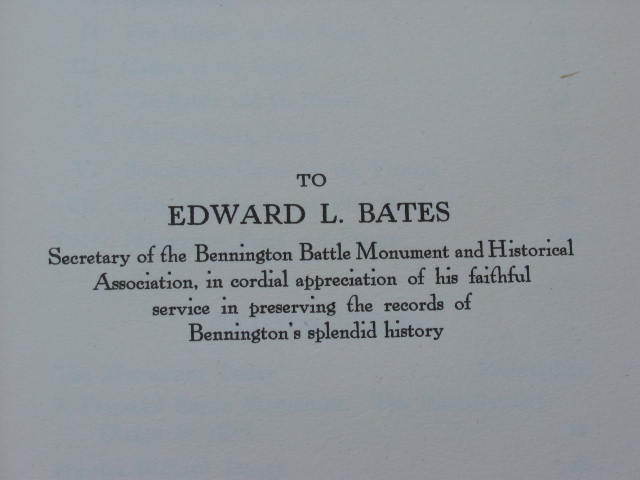 TO
EDWARD L. BATES
Secretary of the Bennington Battle Monument and Historical
Association, in cordial appreciation of his faithful
service in preserving the records of
Bennington's splendid history